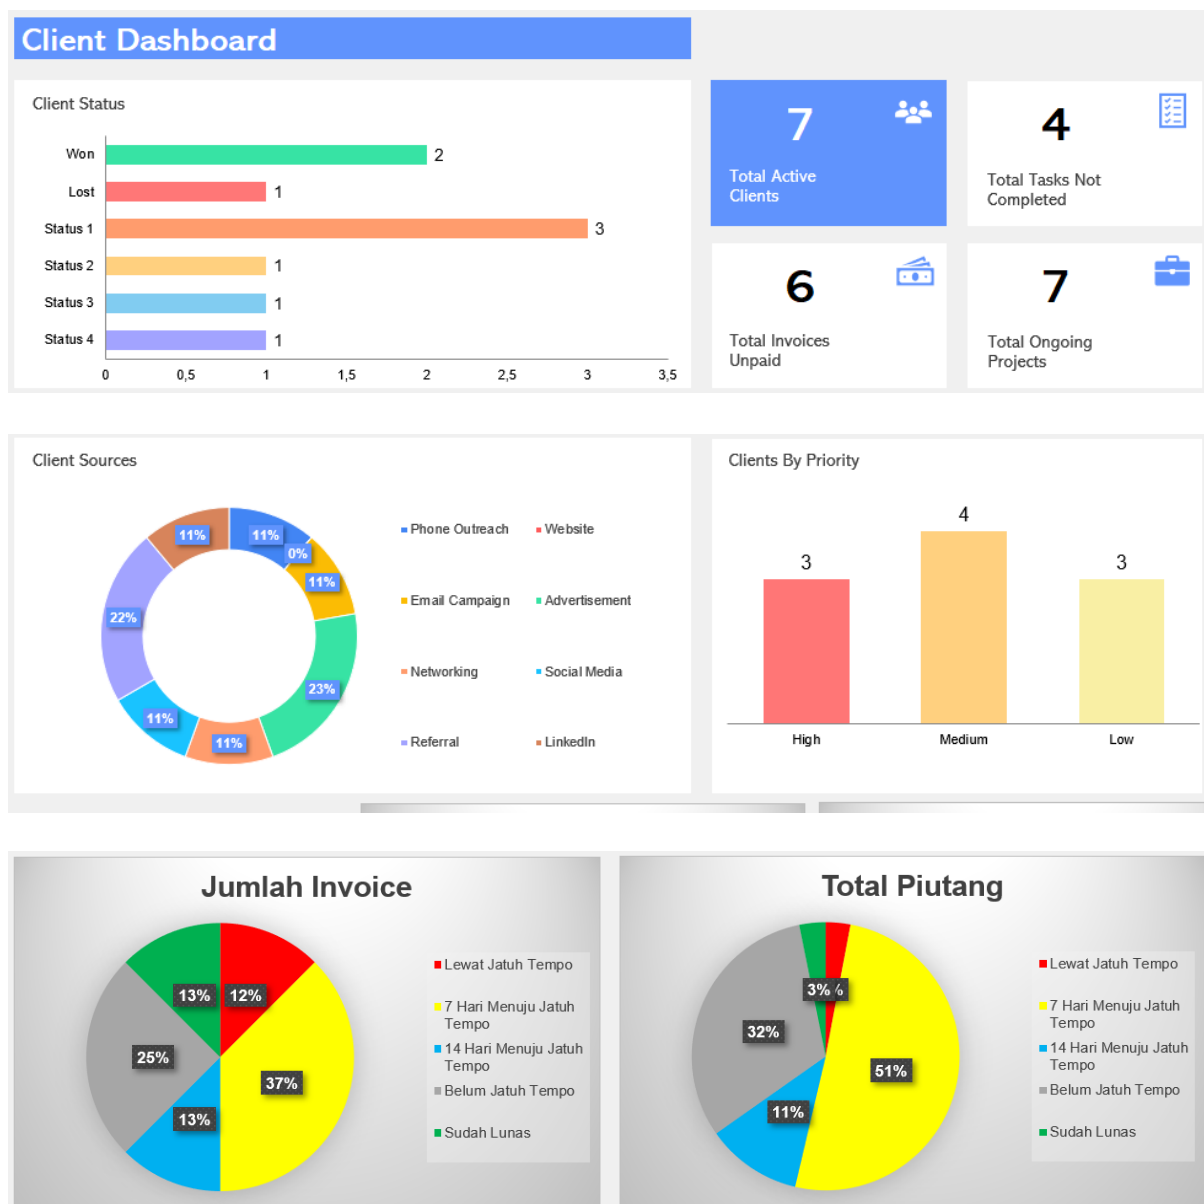 Client Dashboard
Client Status
Won
2
Lost
1
Status 1
3
Status 2
1
Status 3
1
Status 4
1
0 0,5 1 1,5 2 2,5 3 3,5
7
Total Active
Clients
4
Total Tasks Not
Completed
6
Total Invoices
Unpaid
7
Total Ongoing
Projects
Client Sources
11%
11%
0%
11%
22%
23%
11%
11%
Phone Outreach Website
Email Campaign Advertisement
Networking Social Media
Referral LinkedIn
Clients By Priority
3
4
3
High Medium Low
Jumlah Invoice
13%
12%
25%
37%
13%
Lewat Jatuh Tempo
7 Hari Menuju Jatuh
Tempo
14 Hari Menuju Jatuh
Tempo
Belum Jatuh Tempo
Sudah Lunas
Total Piutang
3%
%
32%
51%
11%
Lewat Jatuh Tempo
7 Hari Menuju Jatuh
Tempo
14 Hari Menuju Jatuh
Tempo
Belum Jatuh Tempo
Sudah Lunas